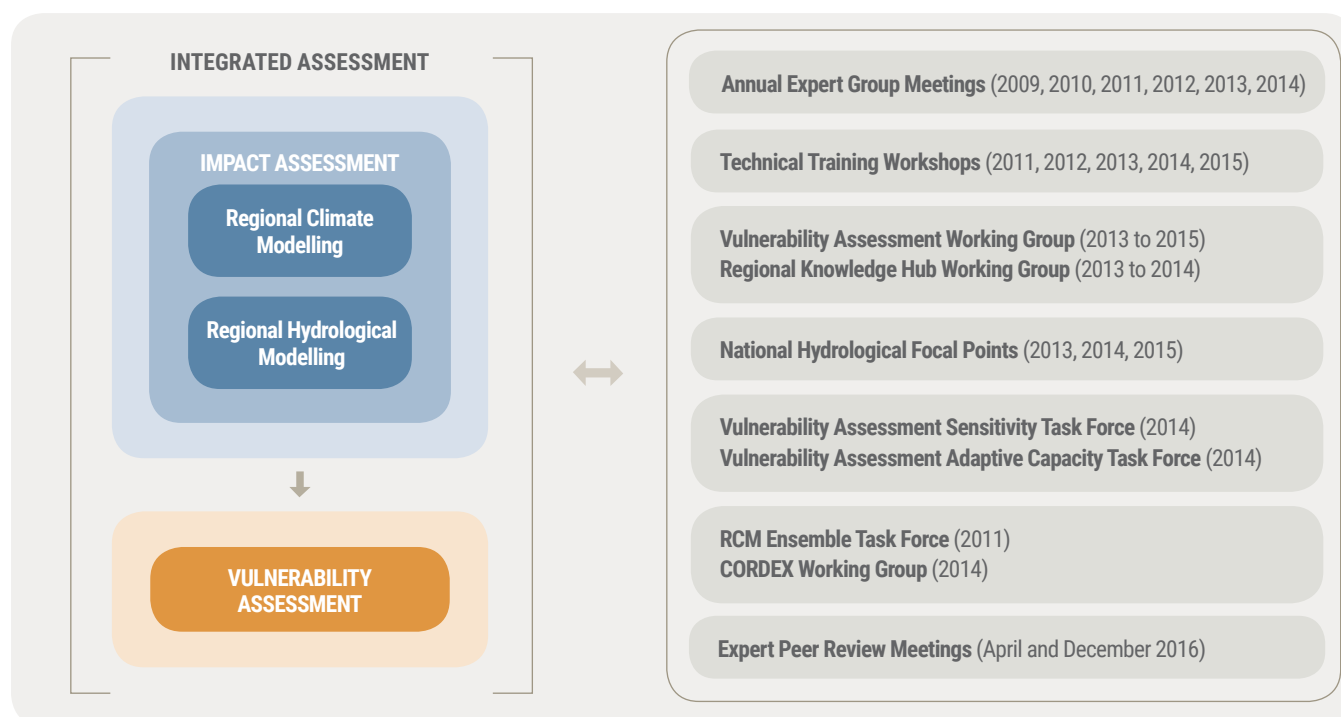 INTEGRATED ASSESSMENT
IMPACT ASSESSMENT
Regional Climate
Modelling
Regional Hydrological
Modelling
VULNERABILITY
ASSESSMENT
Annual Expert Group Meetings (2009, 2010, 2011, 2012, 2013, 2014)
Technical Training Workshops (2011, 2012, 2013, 2014, 2015)
Vulnerability Assessment Working Group (2013 to 2015)
Regional Knowledge Hub Working Group (2013 to 2014)
National Hydrological Focal Points (2013, 2014, 2015)
Vulnerability Assessment Sensitivity Task Force (2014)
Vulnerability Assessment Adaptive Capacity Task Force (2014)
RCM Ensemble Task Force (2011)
CORDEX Working Group (2014)
Expert Peer Review Meetings (April and December 2016)